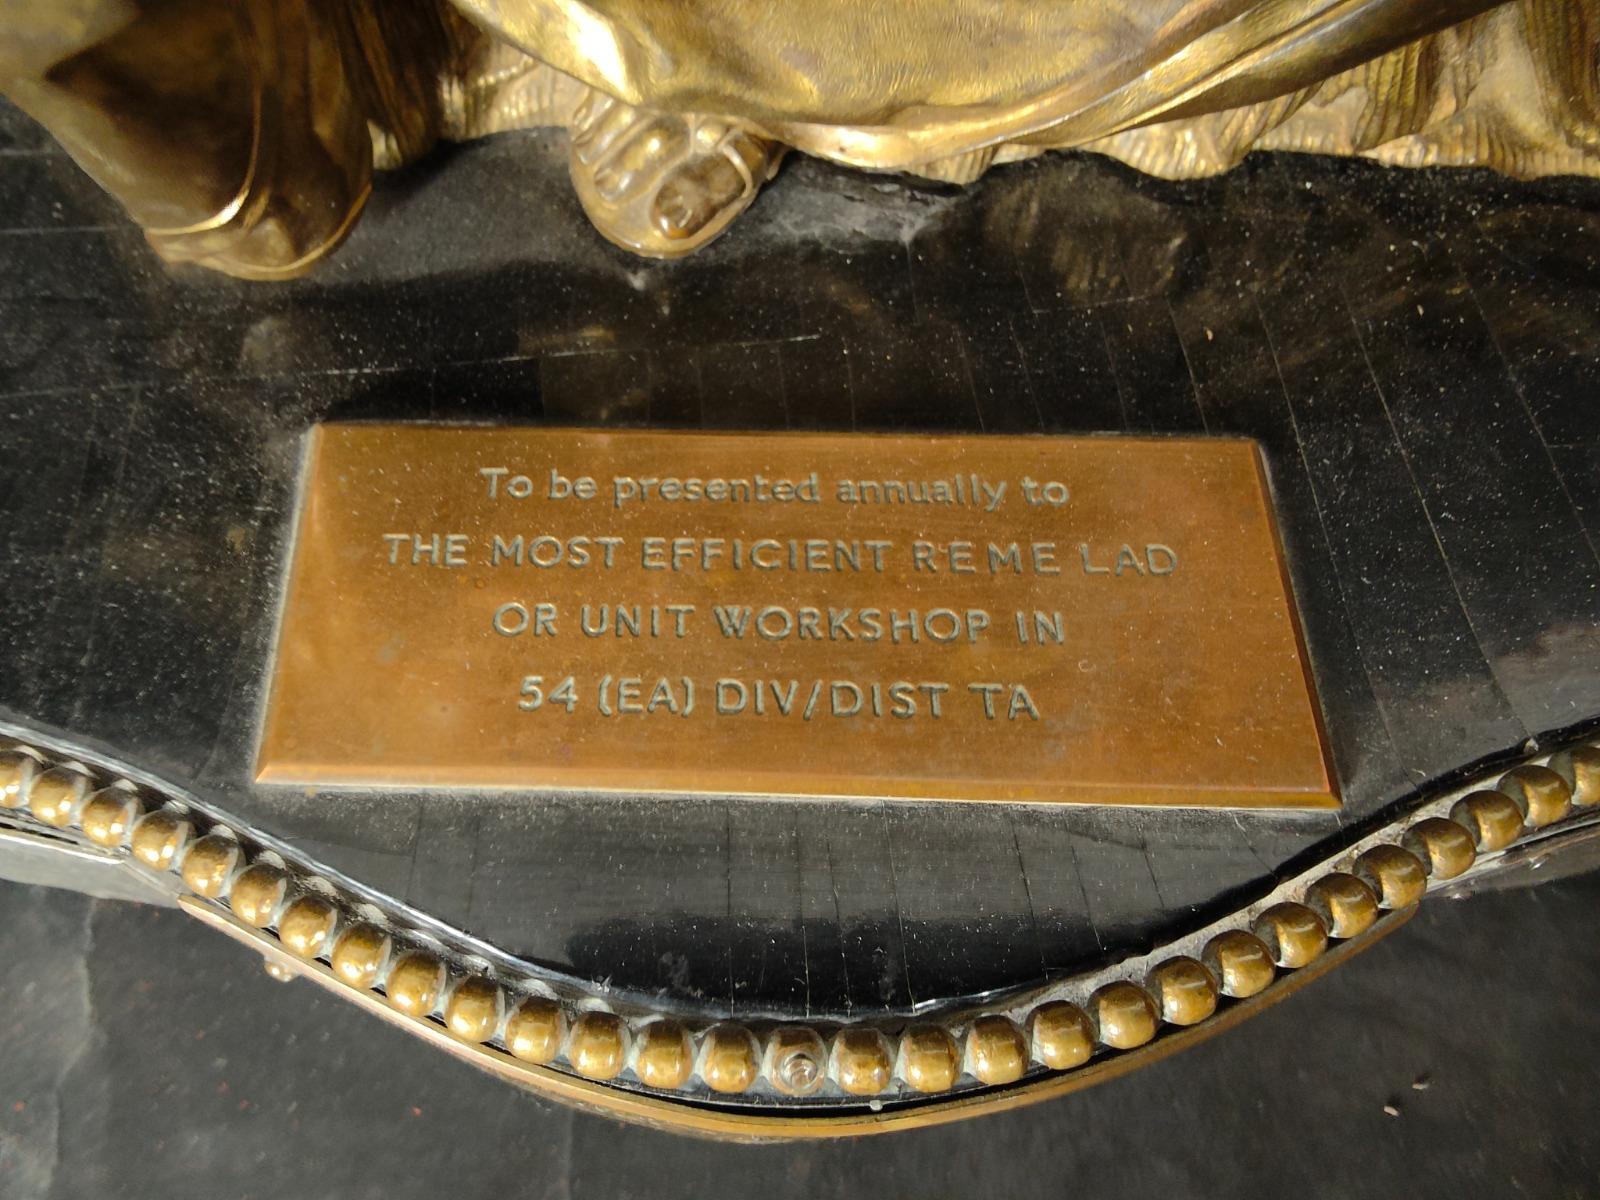 To be presented annually to
THE MOST EFFICIENT REME LAD
OR UNIT WORKSHOP IN
54 (EA) DIV/DIST TA